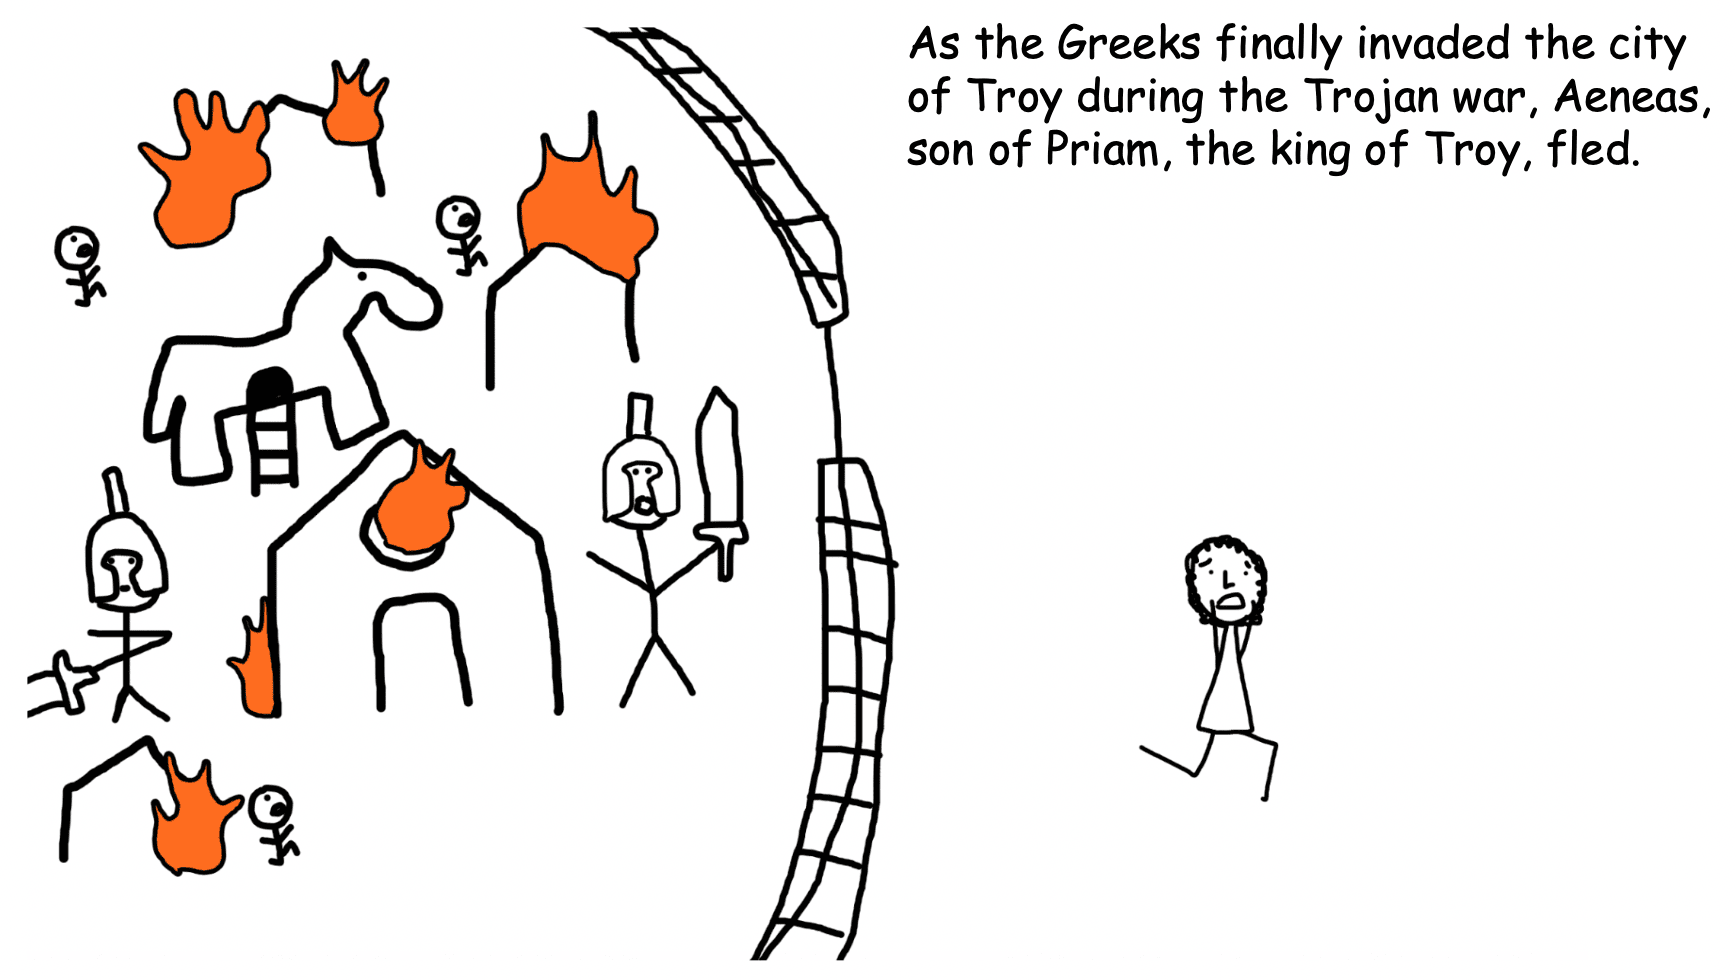 As the Greeks finally invaded the city
of Troy during the Trojan war, Aeneas,
son of Priam, the king of Troy, fled.